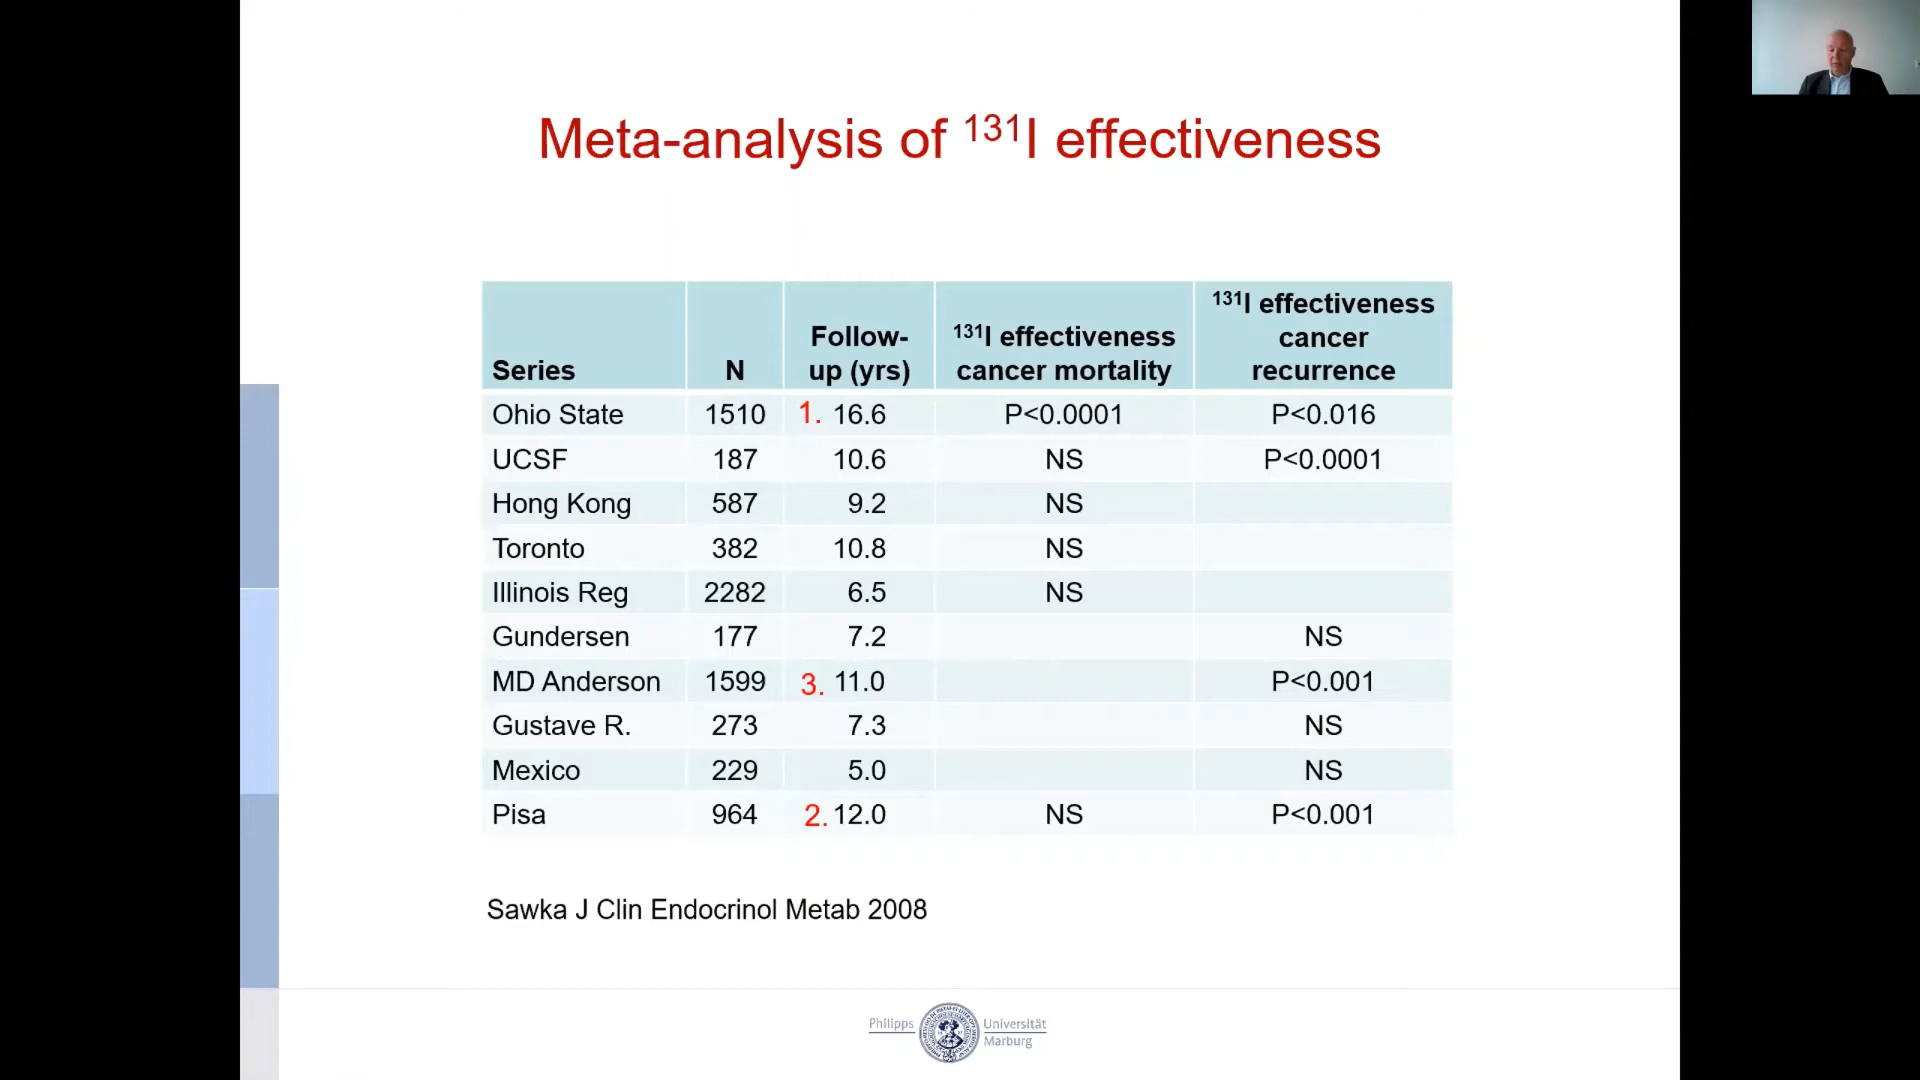 Meta-analysis of ¹³¹I effectiveness
Series N Follow-up (yrs) ¹³¹I effectiveness cancer mortality ¹³¹I effectiveness cancer recurrence
Ohio State 1510 1. 16.6 P<0.0001 P<0.016
UCSF 187 10.6 NS P<0.0001
Hong Kong 587 9.2 NS
Toronto 382 10.8 NS
Illinois Reg 2282 6.5 NS
Gundersen 177 7.2 NS
MD Anderson 1599 3. 11.0 P<0.001
Gustave R. 273 7.3 NS
Mexico 229 5.0 NS
Pisa 964 2. 12.0 NS P<0.001
Sawka J Clin Endocrinol Metab 2008
Philipps Universität
Marburg